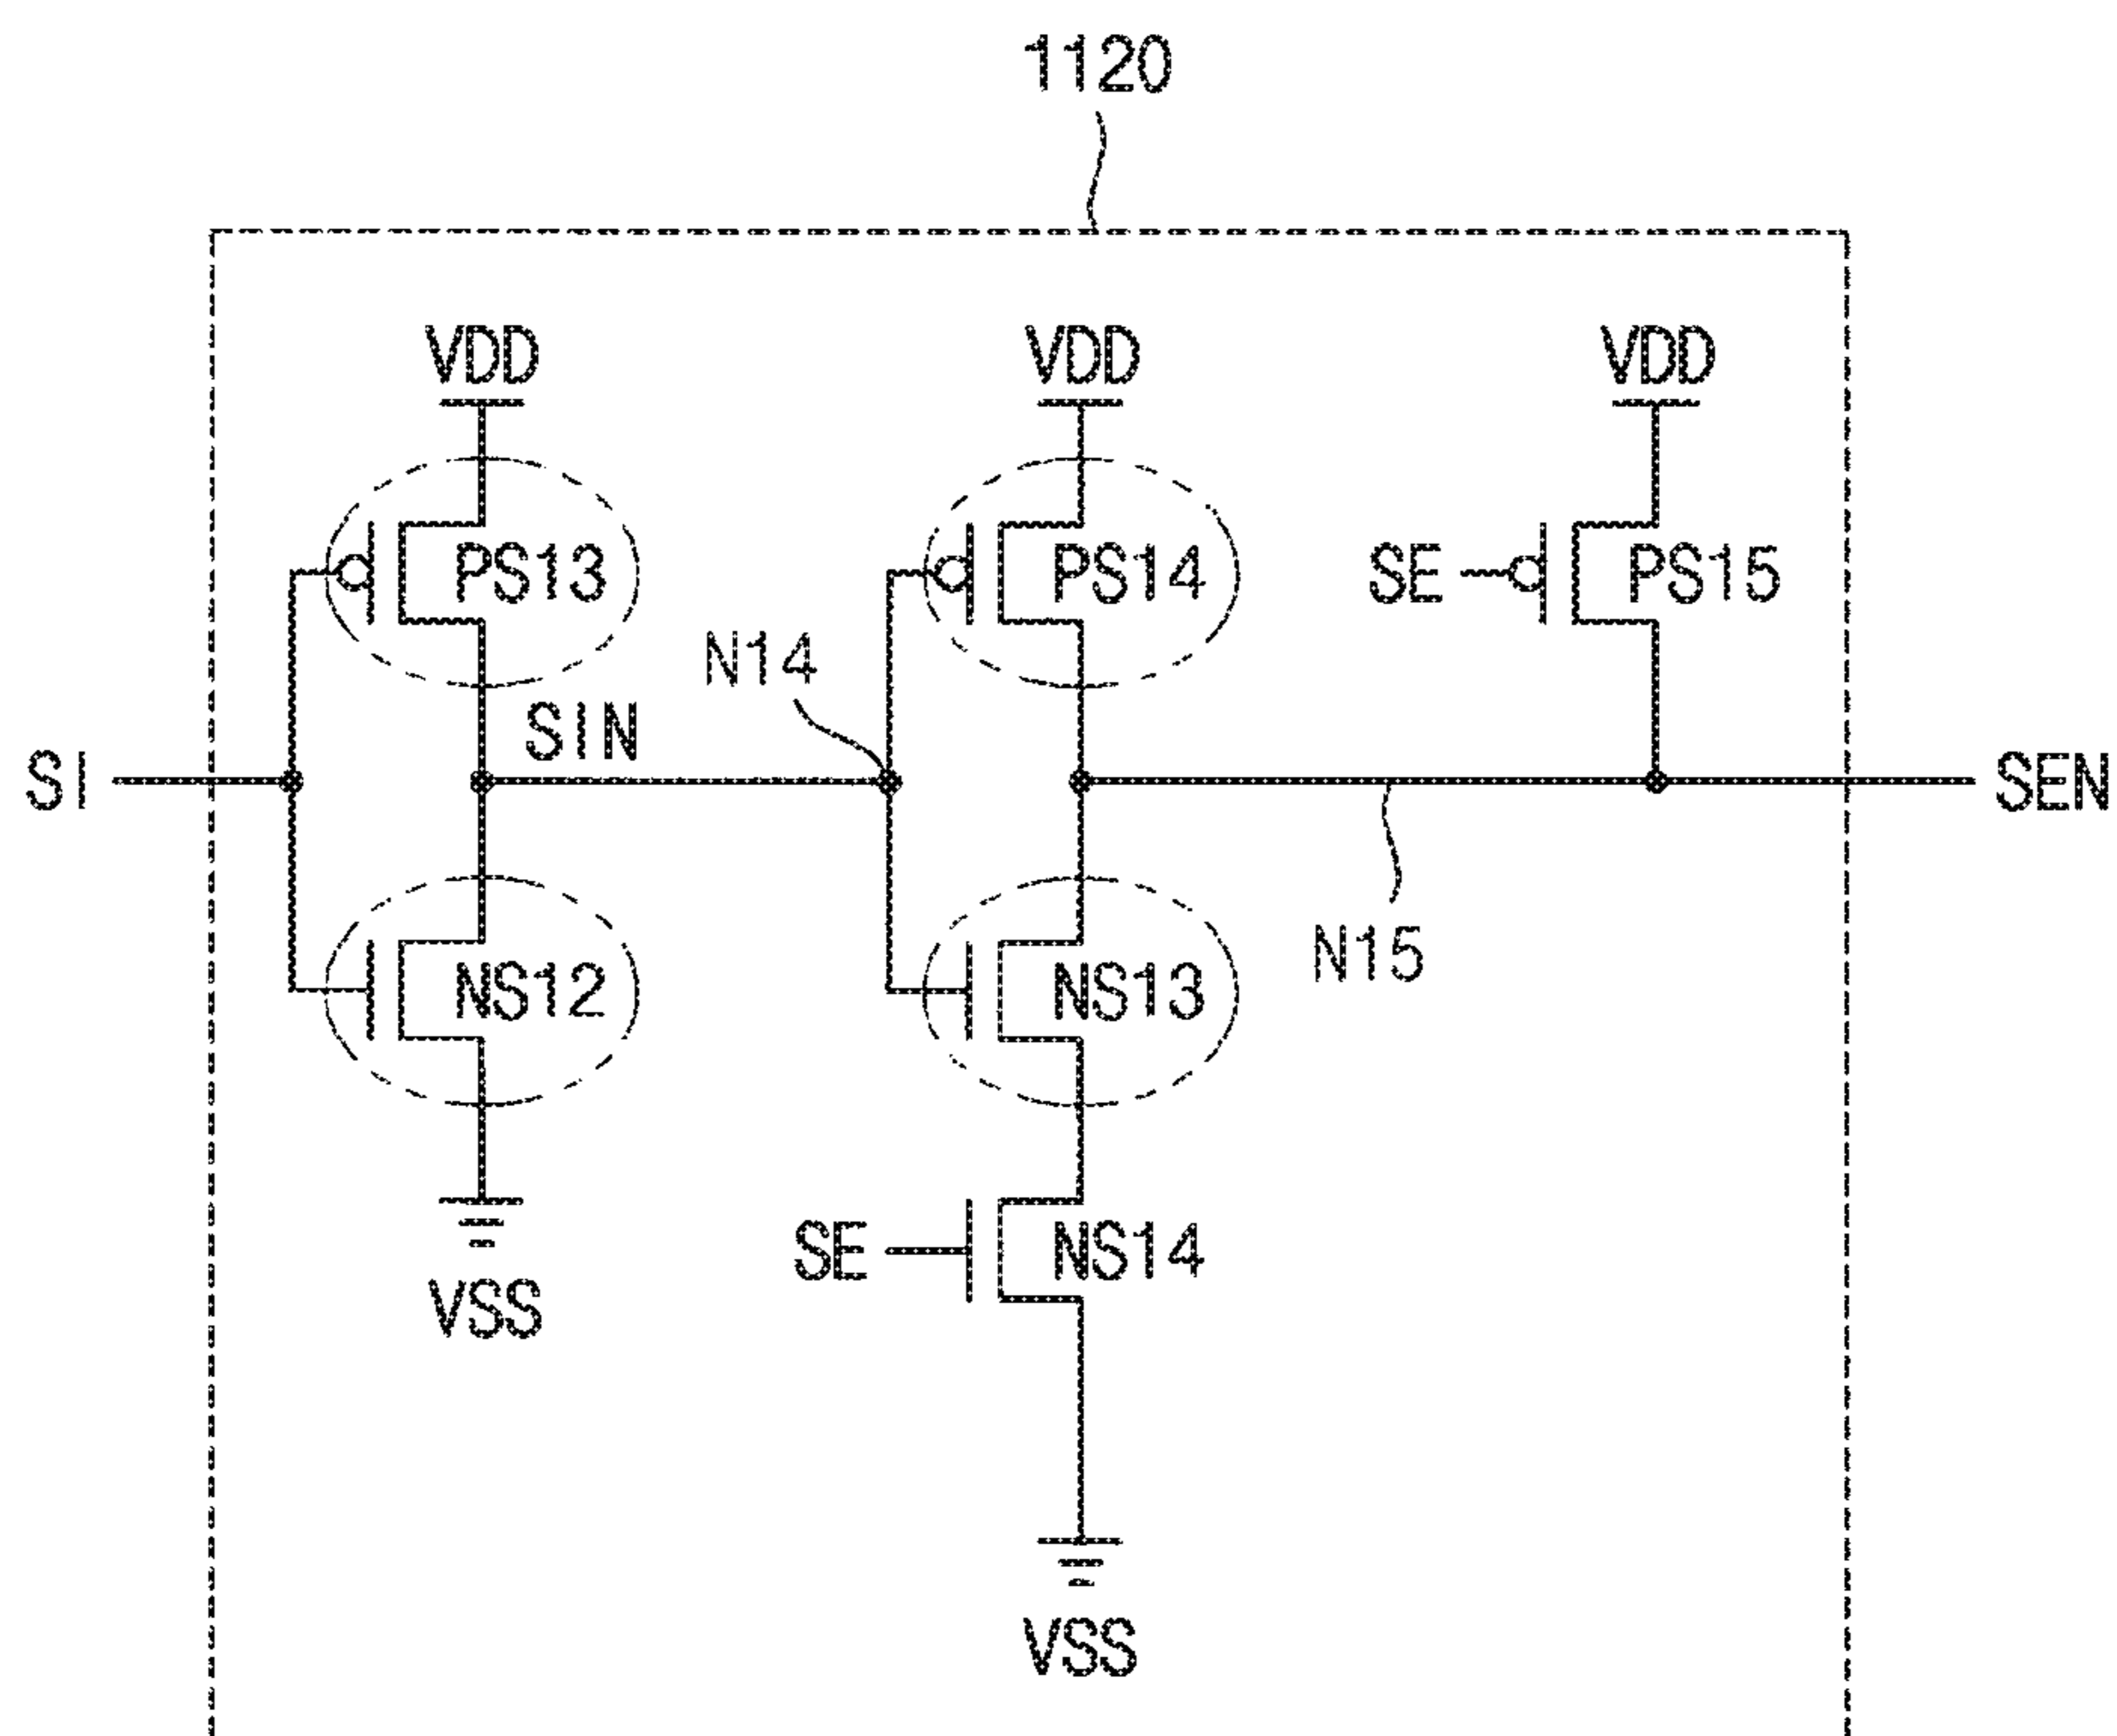 1120
VDD VDD VDD
PS13 PS14 SE PS15
N14
SIN
SI SEN
N15
NS12 NS13
SE NS14
VSS
VSS